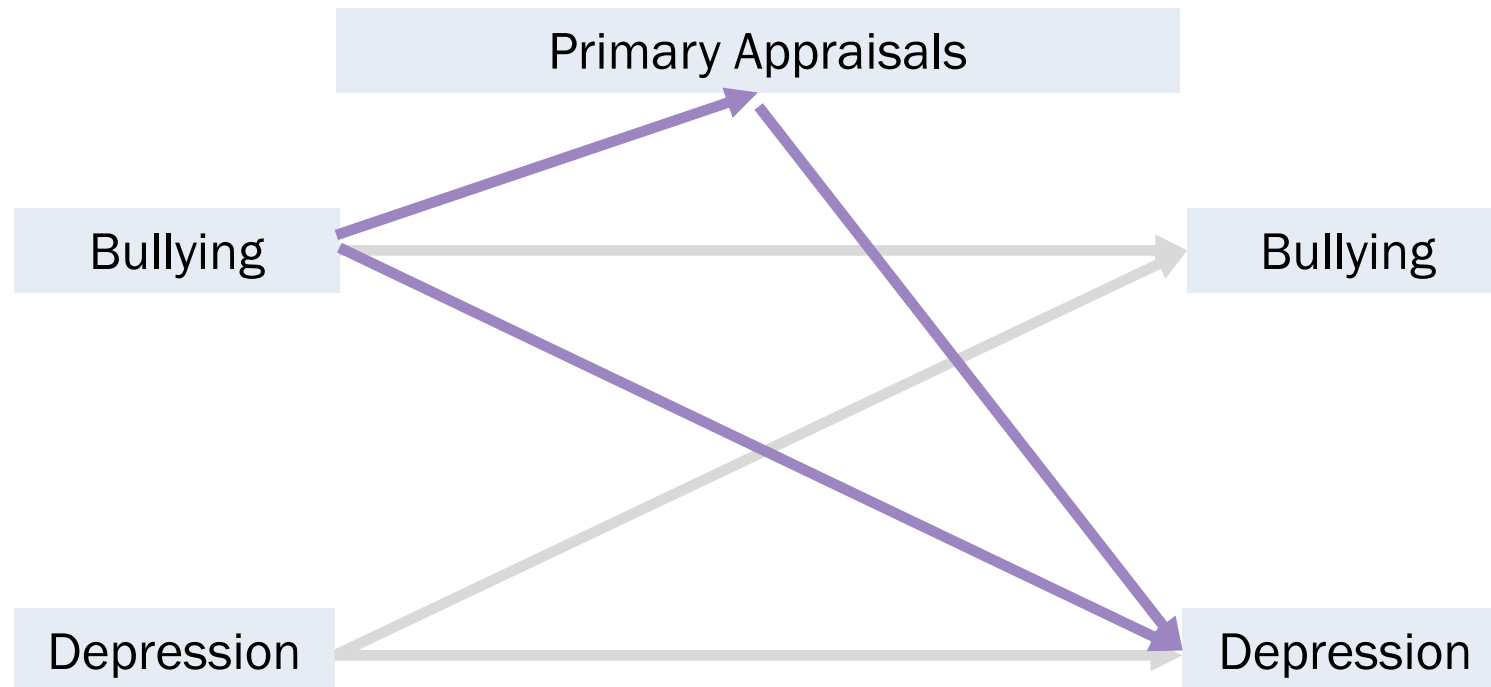 Primary Appraisals
Bullying
Bullying
Depression
Depression